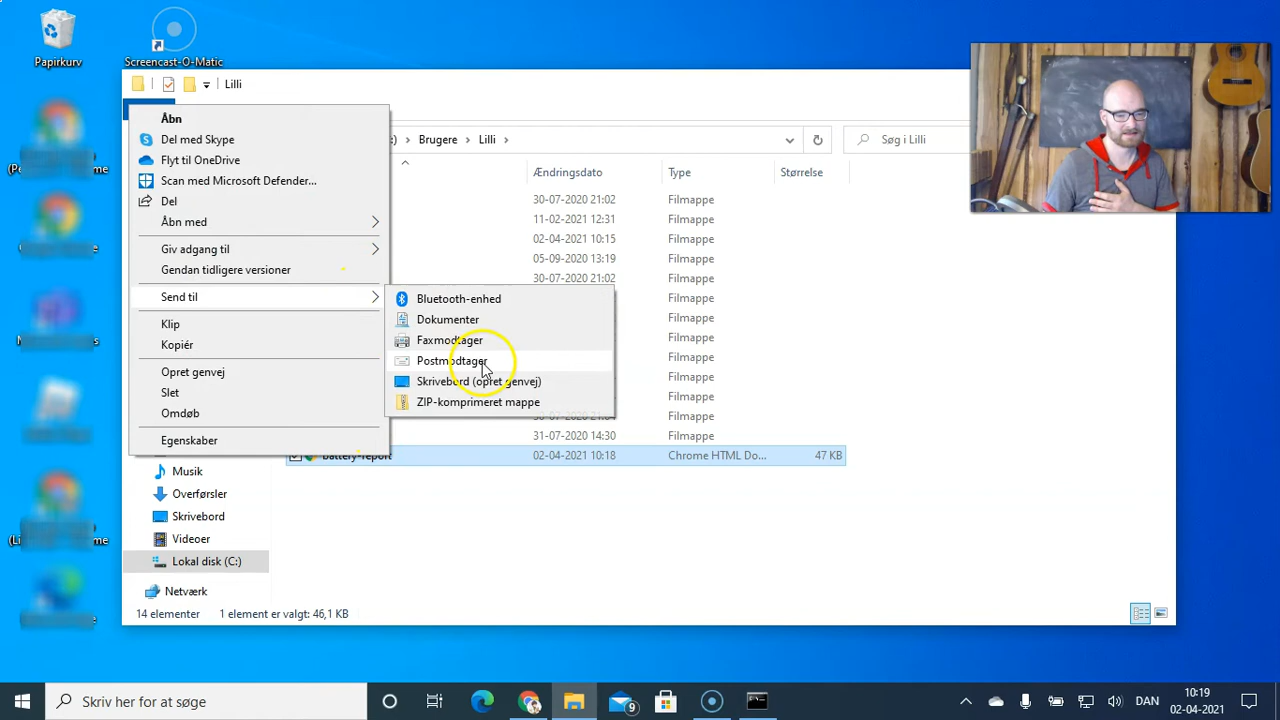 Papirkurv
Screencast-O-Matic
Lilli
Brugere
Lilli
Søg i Lilli
Ændringsdato
Type
Størrelse
30-07-2020 21:02
Filmappe
11-02-2021 12:31
Filmappe
02-04-2021 10:15
Filmappe
05-09-2020 13:19
Filmappe
30-07-2020 21:02
Filmappe
Filmappe
Filmappe
Filmappe
Filmappe
Filmappe
Filmappe
31-07-2020 14:30
Filmappe
battery-report
02-04-2021 10:18
Chrome HTML Do...
47 KB
Åbn
Del med Skype
Flyt til OneDrive
Scan med Microsoft Defender...
Del
Åbn med
Giv adgang til
Gendan tidligere versioner
Send til
Klip
Kopiér
Opret genvej
Slet
Omdøb
Egenskaber
Bluetooth-enhed
Dokumenter
Faxmodtager
Postmodtager
Skrivebord (opret genvej)
ZIP-komprimeret mappe
Musik
Overførsler
Skrivebord
Videoer
Lokal disk (C:)
Netværk
14 elementer
1 element er valgt: 46,1 KB
Skriv her for at søge
9
DAN
10:19
02-04-2021